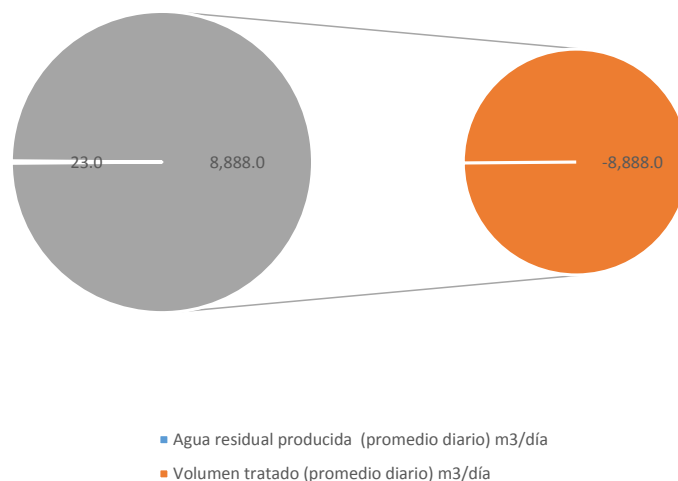 23.0
8,888.0
-8,888.0
Agua residual producida (promedio diario) m3/día
Volumen tratado (promedio diario) m3/día